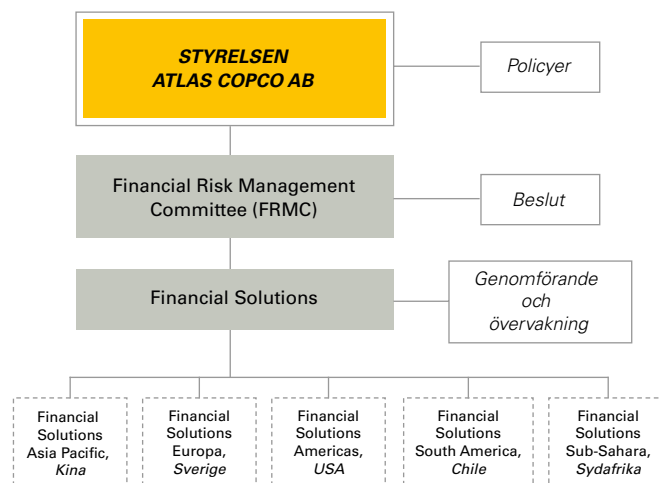 STYRELSEN
ATLAS COPCO AB
Policyer
Financial Risk Management
Committee (FRMC)
Beslut
Financial Solutions
Genomförande
och
övervakning
Financial
Solutions
Asia Pacific,
Kina
Financial
Solutions
Europa,
Sverige
Financial
Solutions
Americas,
USA
Financial
Solutions
South America,
Chile
Financial
Solutions
Sub-Sahara,
Sydafrika